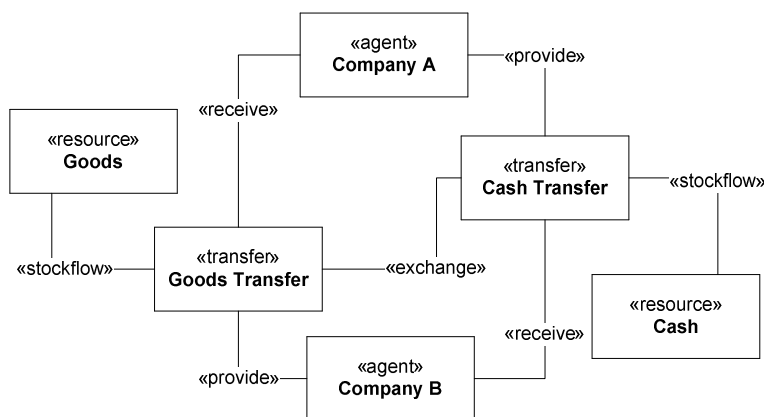 «agent»
Company A
«provide»
«receive»
«resource»
Goods
«transfer»
Cash Transfer
«stockflow»
«transfer»
Goods Transfer
«stockflow»
«exchange»
«resource»
Cash
«receive»
«agent»
Company B
«provide»